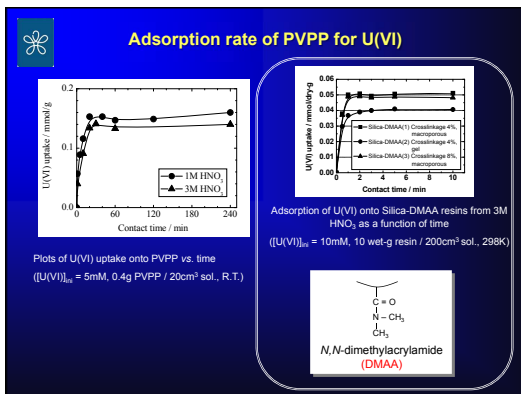 Adsorption rate of PVPP for U(VI)
U(VI) uptake / mmol/g
0.2
0.1
0.0
0 60 120 180 240
Contact time / min
1M HNO3
3M HNO3
Plots of U(VI) uptake onto PVPP vs. time
([U(VI)]ini = 5mM, 0.4g PVPP / 20cm3 sol., R.T.)
U(VI) uptake / mmol/dry-g
0.06
0.05
0.04
0.03
0.02
0.01
0.00
0 2 4 6 8 10
Contact time / min
Silica-DMAA(1) Crosslinkage 4%,
macroporous
Silica-DMAA(2) Crosslinkage 4%,
gel
Silica-DMAA(3) Crosslinkage 8%,
macroporous
Adsorption of U(VI) onto Silica-DMAA resins from 3M
HNO3 as a function of time
([U(VI)]ini = 10mM, 10 wet-g resin / 200cm3 sol., 298K)
C = O
N – CH3
CH3
N,N-dimethylacrylamide
(DMAA)